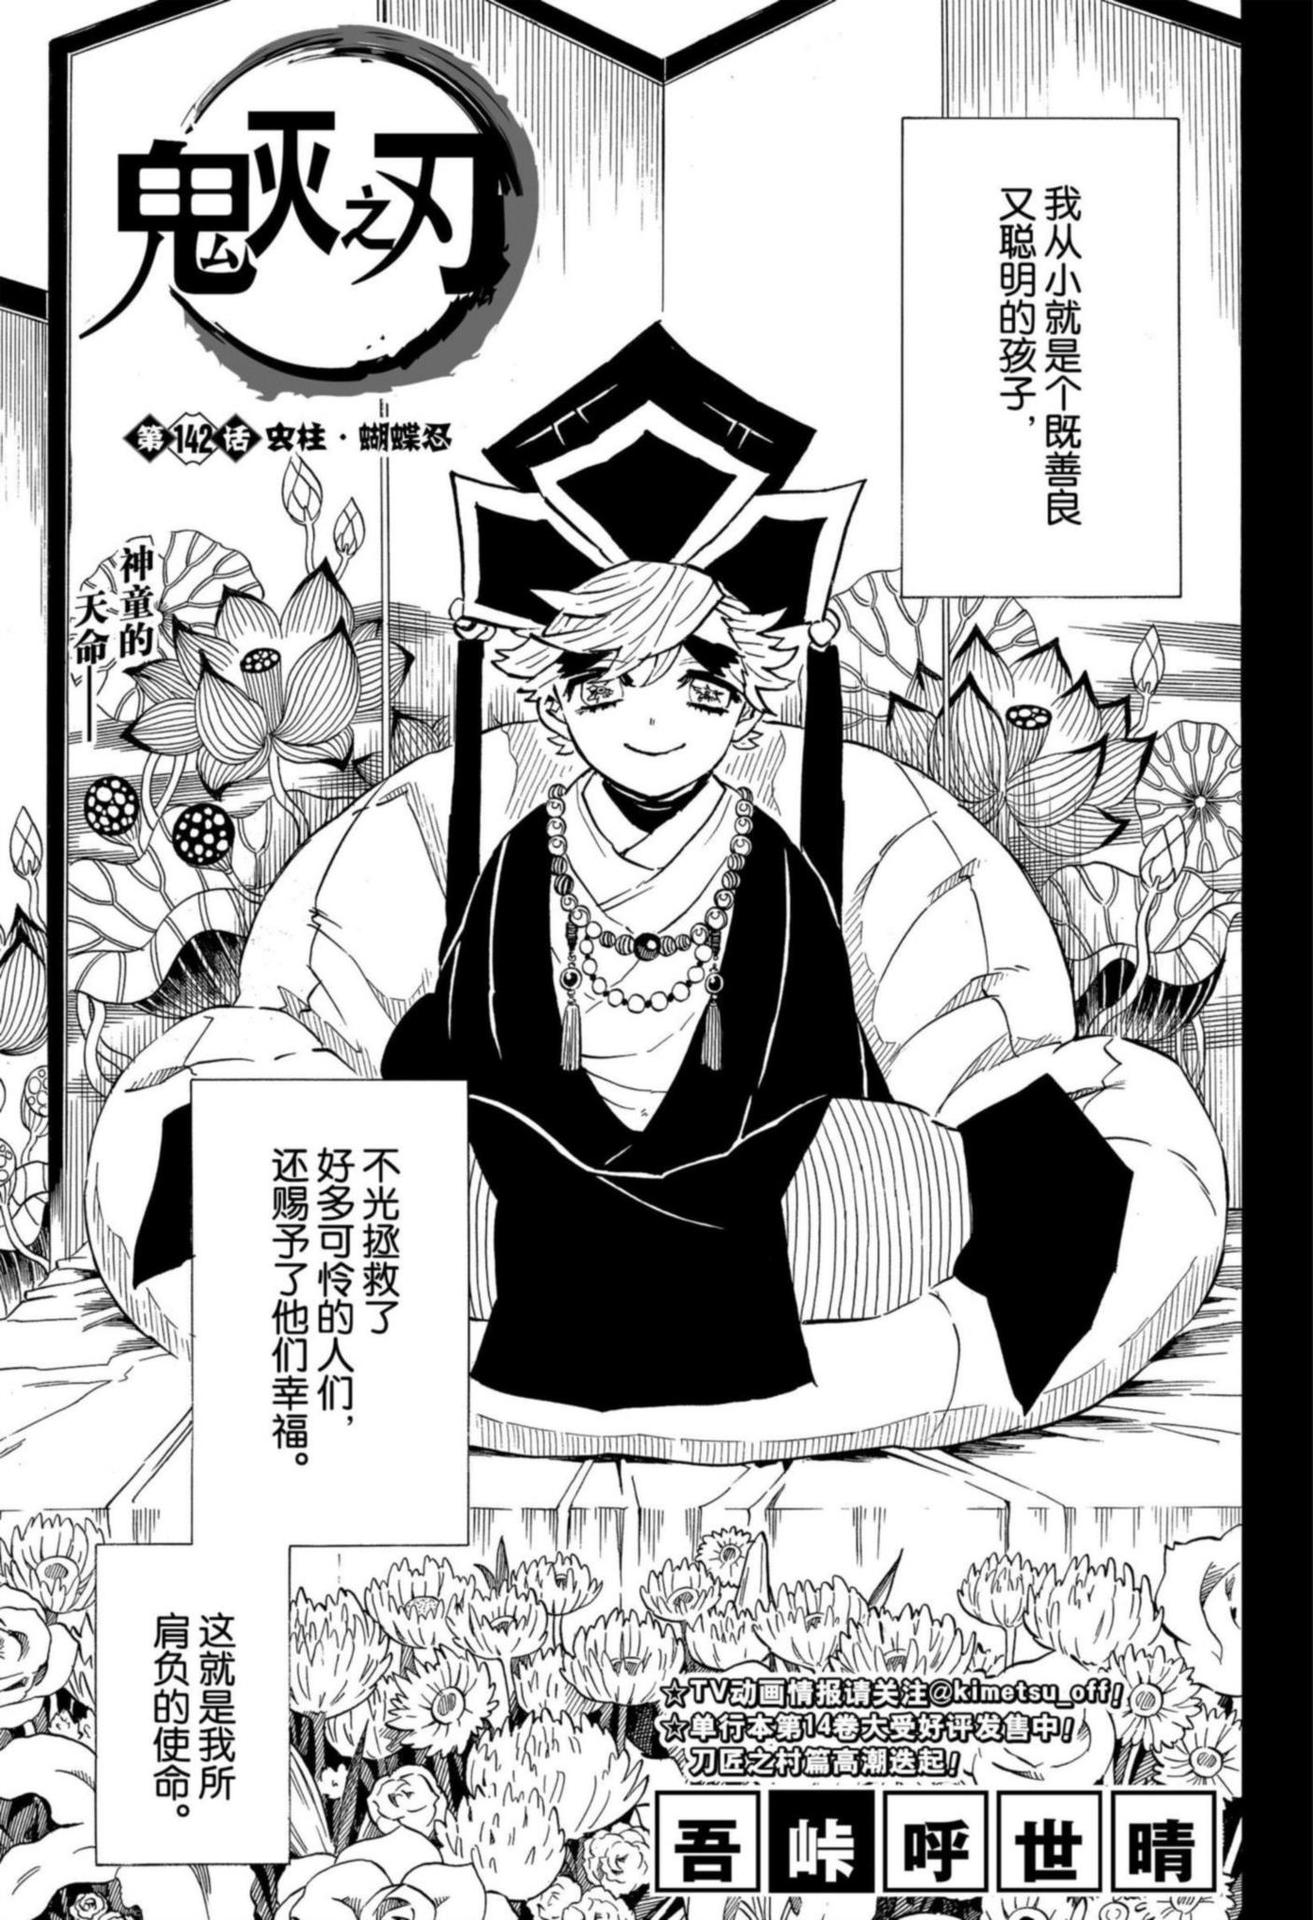 鬼灭之刃
第142话 虫柱·蝴蝶忍
我从小就是个既善良
又聪明的孩子，
神童的
天命——
不光拯救了
好多可怜的人们，
还赐予了他们幸福。
这就是我所
肩负的使命。
★TV动画情报请关注@kimetsu_off!
★单行本第14卷大受好评发售中!
刀匠之村篇高潮迭起!
吾峠呼世晴